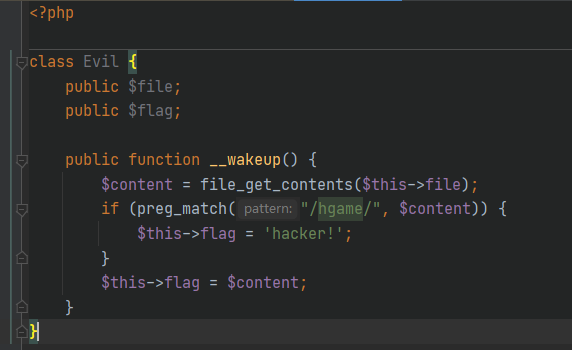 <?php
class Evil {
public $file;
public $flag;
public function __wakeup() {
$content = file_get_contents($this->file);
if (preg_match( pattern: "/hgame/", $content)) {
$this->flag = 'hacker!';
}
$this->flag = $content;
}
}